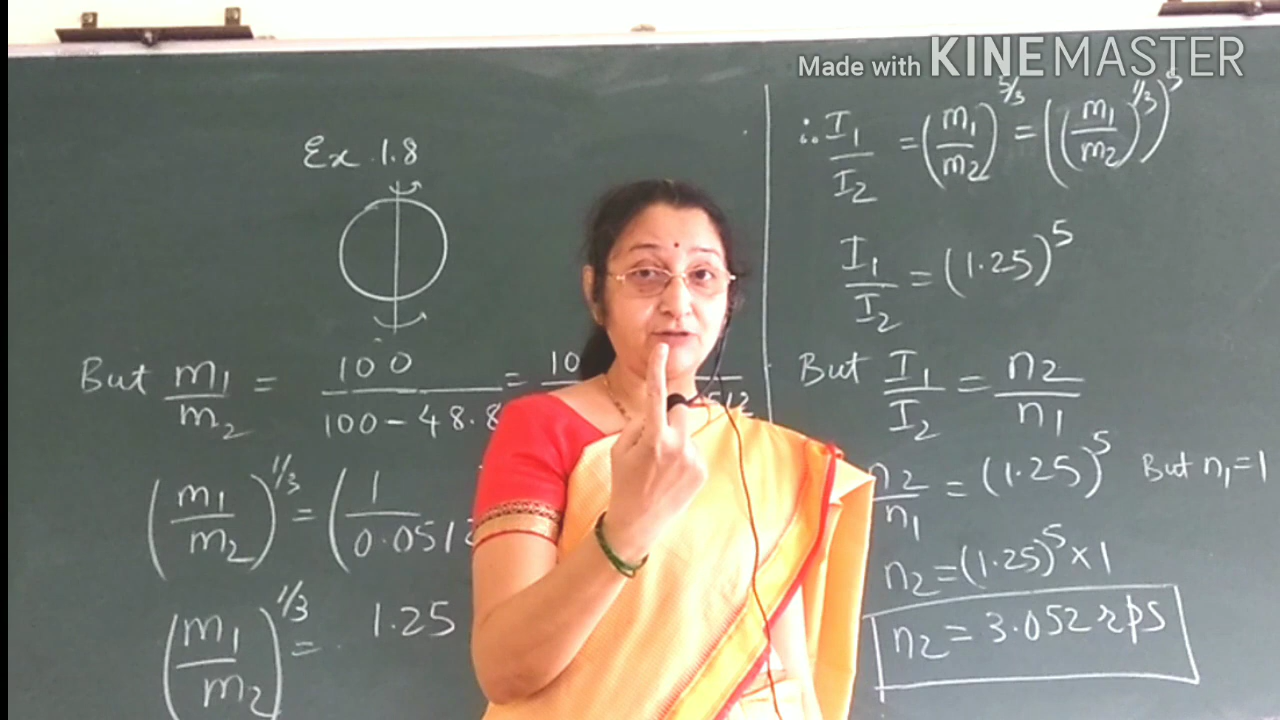 Made with KINEMASTER
Ex. 1.8
But m₁/m₂ = 100/(100-48.8 = 10 512
(m₁/m₂)^1/3 = (1/0.0512
(m₁/m₂)^1/3 = 1.25
∴ I₁/I₂ = (m₁/m₂)^5/3 = ((m₁/m₂)^1/3)^5
I₁/I₂ = (1.25)^5
But I₁/I₂ = n₂/n₁
n₂/n₁ = (1.25)^5 But n₁=1
n₂ = (1.25)^5 × 1
n₂ = 3.052 rps